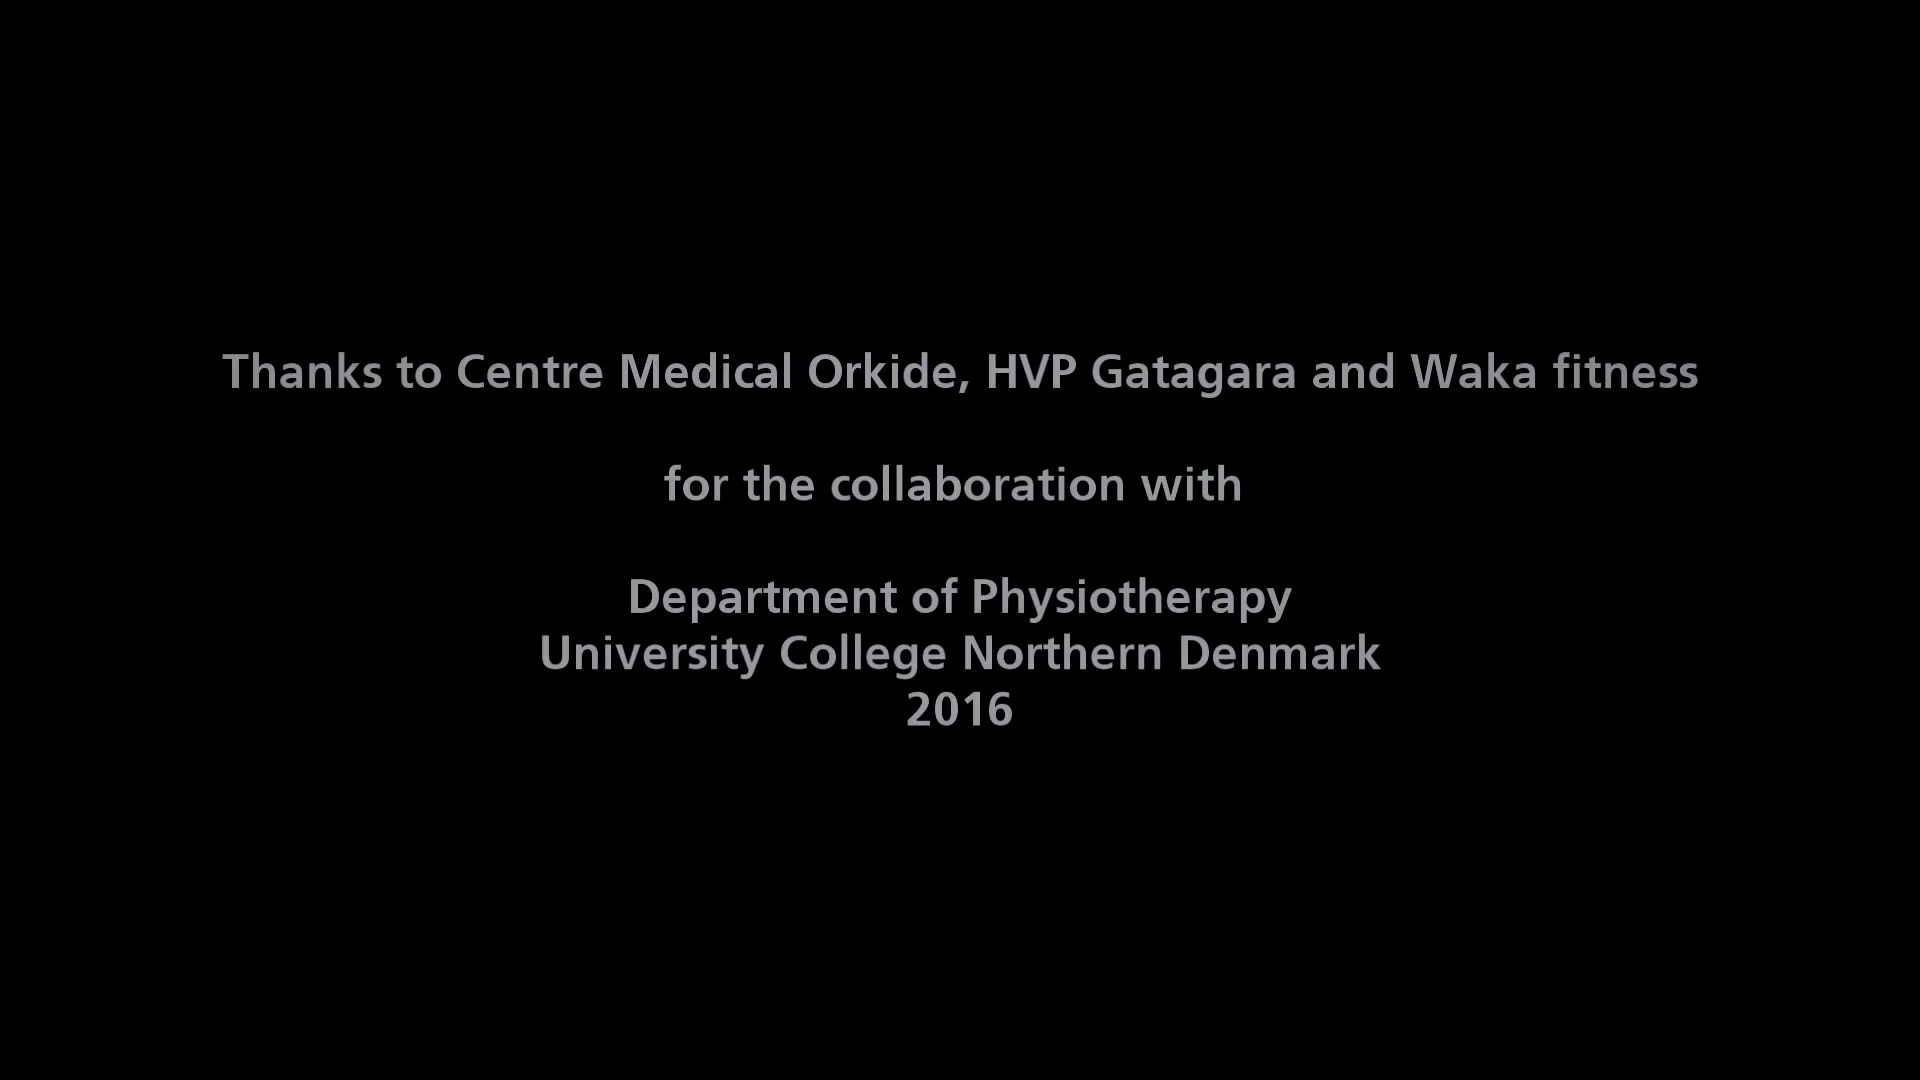 Thanks to Centre Medical Orkide, HVP Gatagara and Waka fitness
for the collaboration with
Department of Physiotherapy
University College Northern Denmark
2016